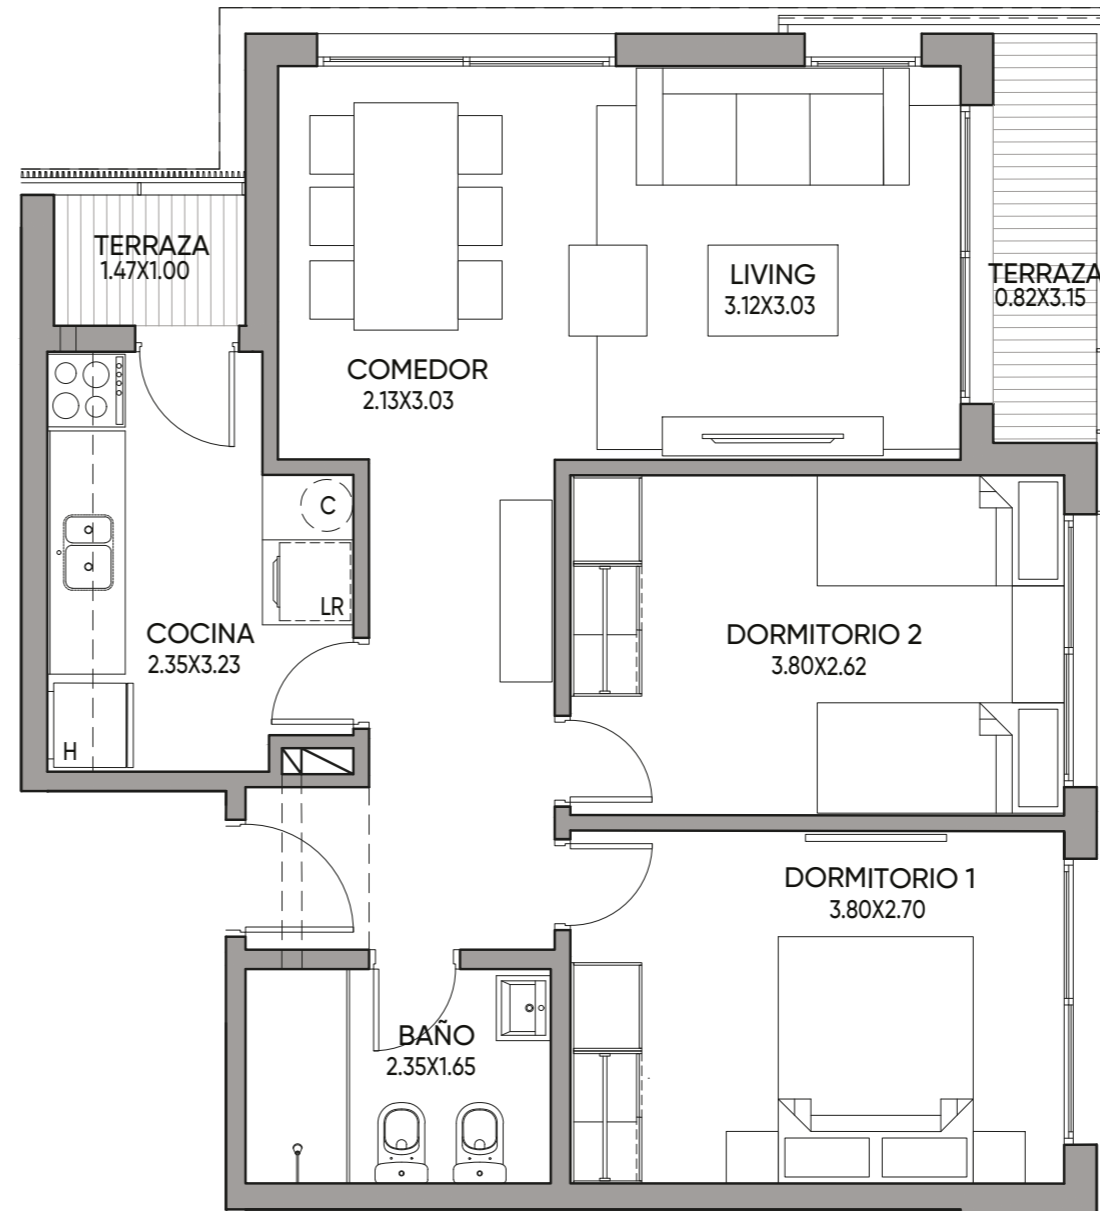 TERRAZA
1.47X1.00
LIVING
3.12X3.03
TERRAZA
0.82X3.15
COMEDOR
2.13X3.03
C
LR
COCINA
2.35X3.23
DORMITORIO 2
3.80X2.62
H
DORMITORIO 1
3.80X2.70
BAÑO
2.35X1.65